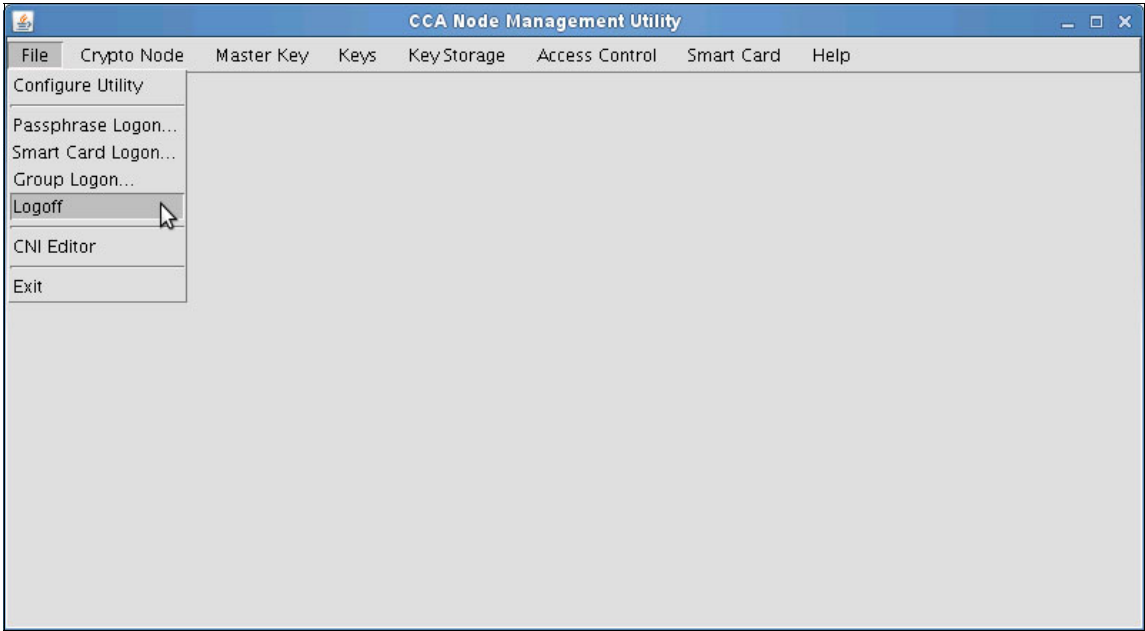 CCA Node Management Utility
File Crypto Node Master Key Keys Key Storage Access Control Smart Card Help
Configure Utility
Passphrase Logon...
Smart Card Logon...
Group Logon...
Logoff
CNI Editor
Exit